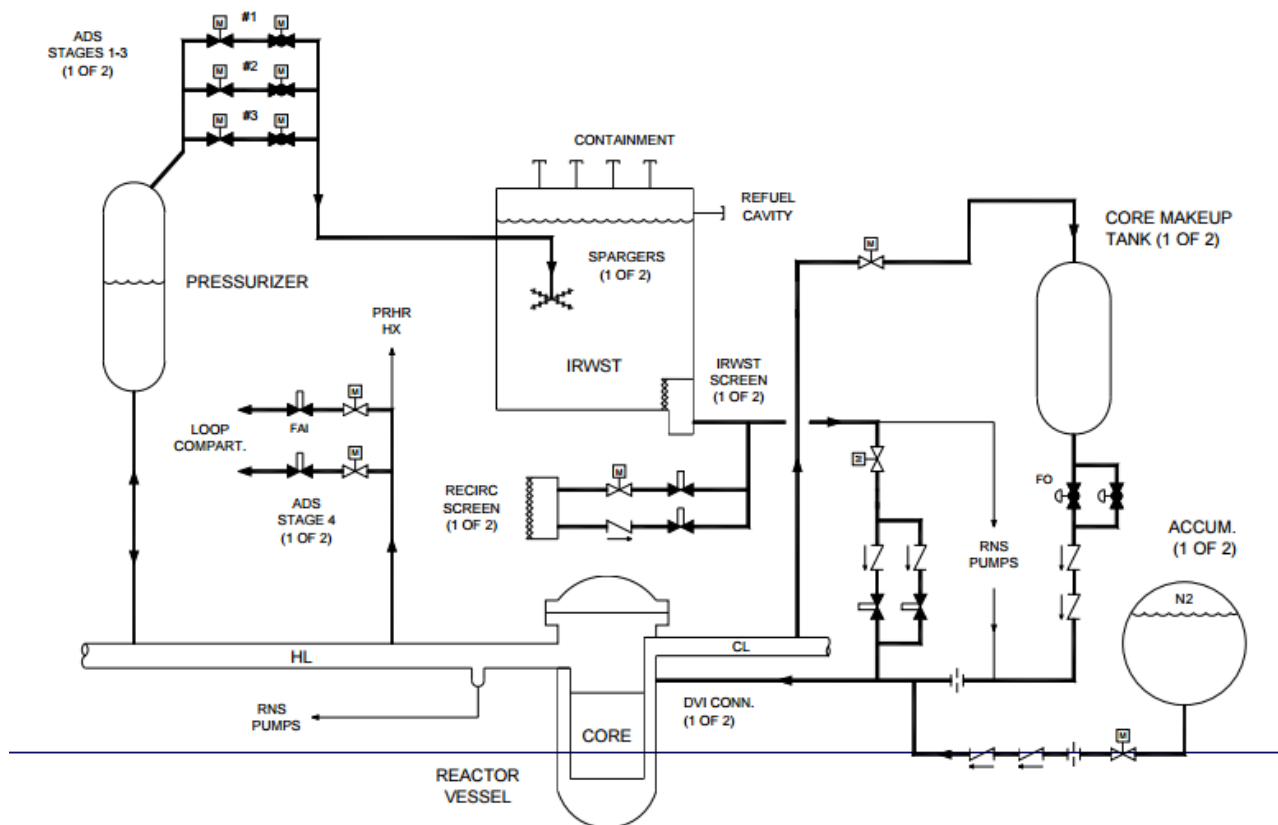 ADS
STAGES 1-3
(1 OF 2)
M
#1
M
M
#2
M
M
#3
M
CONTAINMENT
REFUEL
CAVITY
CORE MAKEUP
TANK (1 OF 2)
M
SPARGERS
(1 OF 2)
PRESSURIZER
PRHR
HX
IRWST
IRWST
SCREEN
(1 OF 2)
M
LOOP
COMPART.
FAI
M
M
ADS
STAGE 4
(1 OF 2)
RECIRC
SCREEN
(1 OF 2)
M
FO
ACCUM.
(1 OF 2)
RNS
PUMPS
N2
HL
CL
DVI CONN.
(1 OF 2)
RNS
PUMPS
CORE
M
REACTOR
VESSEL